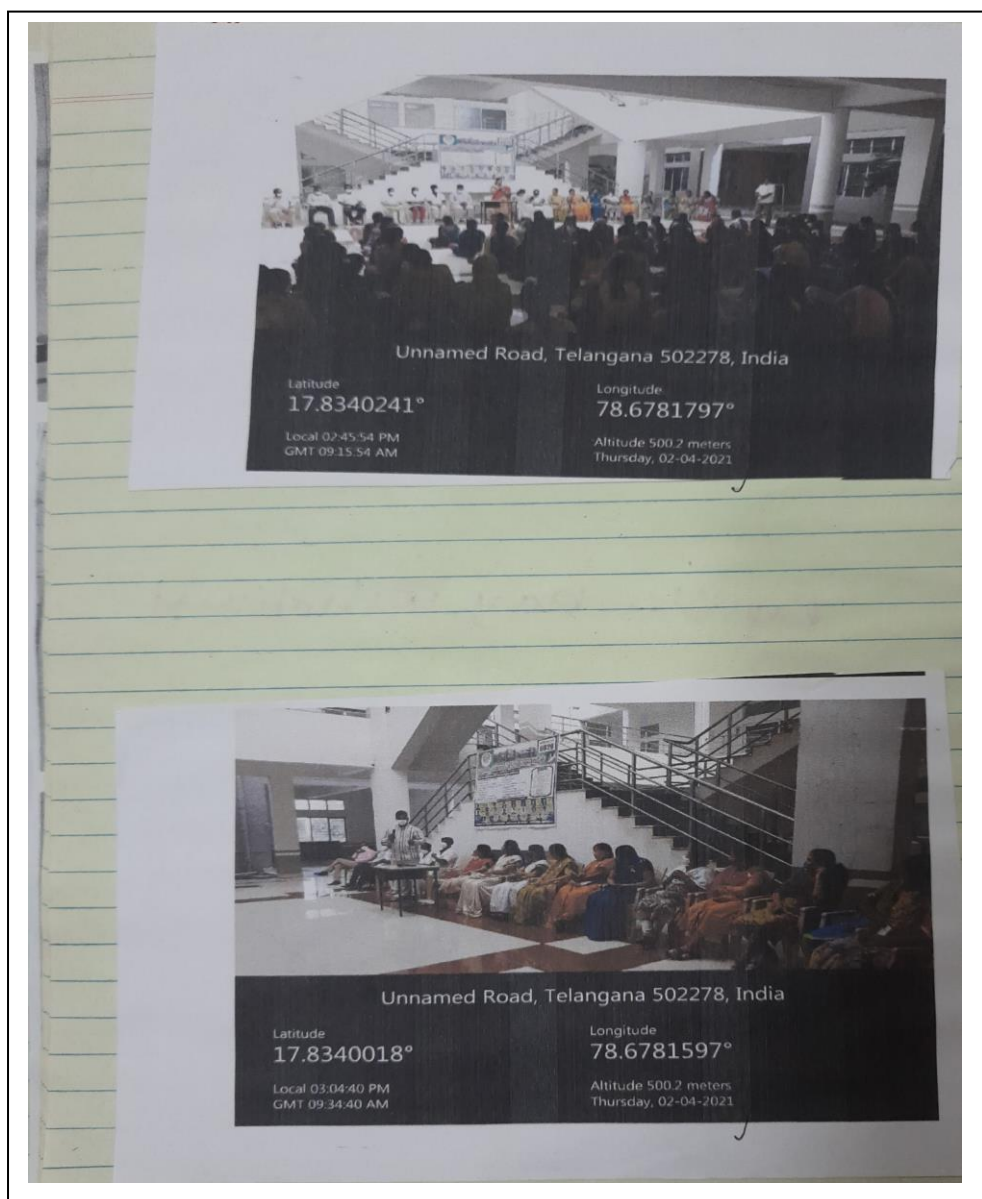 Unnamed Road, Telangana 502278, India
Latitude
17.8340241°
Longitude
78.6781797°
Local 02:45:54 PM
GMT 09:15:54 AM
Altitude 500.2 meters
Thursday, 02-04-2021
Unnamed Road, Telangana 502278, India
Latitude
17.8340018°
Longitude
78.6781597°
Local 03:04:40 PM
GMT 09:34:40 AM
Altitude 500.2 meters
Thursday, 02-04-2021